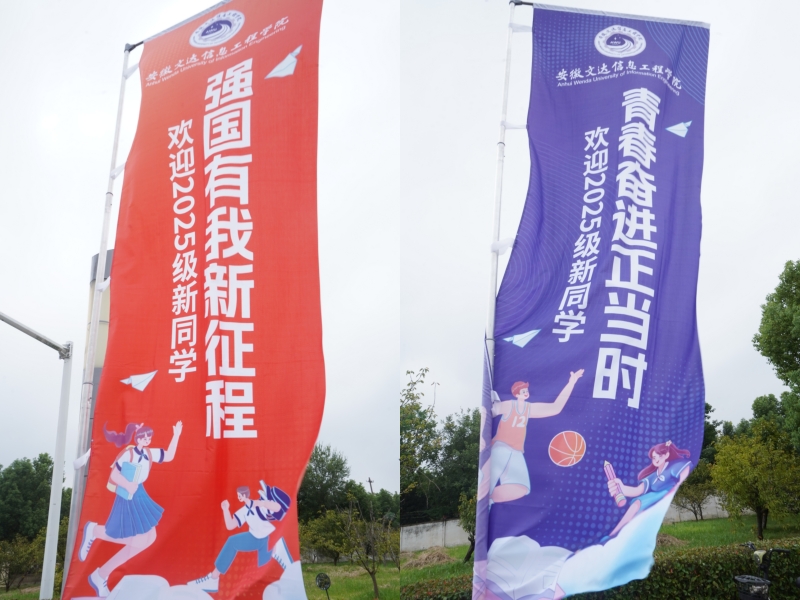 安徽文达信息工程学院
Anhui Wenda University of Information Engineering
强国有我新征程
欢迎2025级新同学
安徽文达信息工程学院
Anhui Wenda University of Information Engineering
青春奋进正当时
欢迎2025级新同学
12